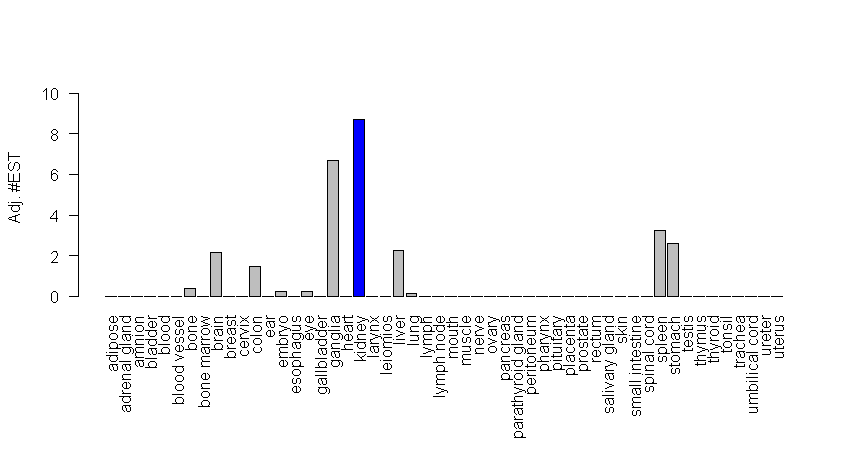 Adj. #EST
10
8
6
4
2
0
adipose
adrenal gland
amnion
bladder
blood
blood vessel
bone
bone marrow
brain
breast
cervix
colon
ear
embryo
esophagus
eye
gallbladder
ganglia
heart
kidney
larynx
leiomios
liver
lung
lymph
lymph node
mouth
muscle
nerve
ovary
pancreas
parathyroid gland
peritoneum
pharynx
pituitary
placenta
prostate
rectum
salivary gland
skin
small intestine
spinal cord
spleen
stomach
testis
thymus
thyroid
tonsil
trachea
umbilical cord
ureter
uterus